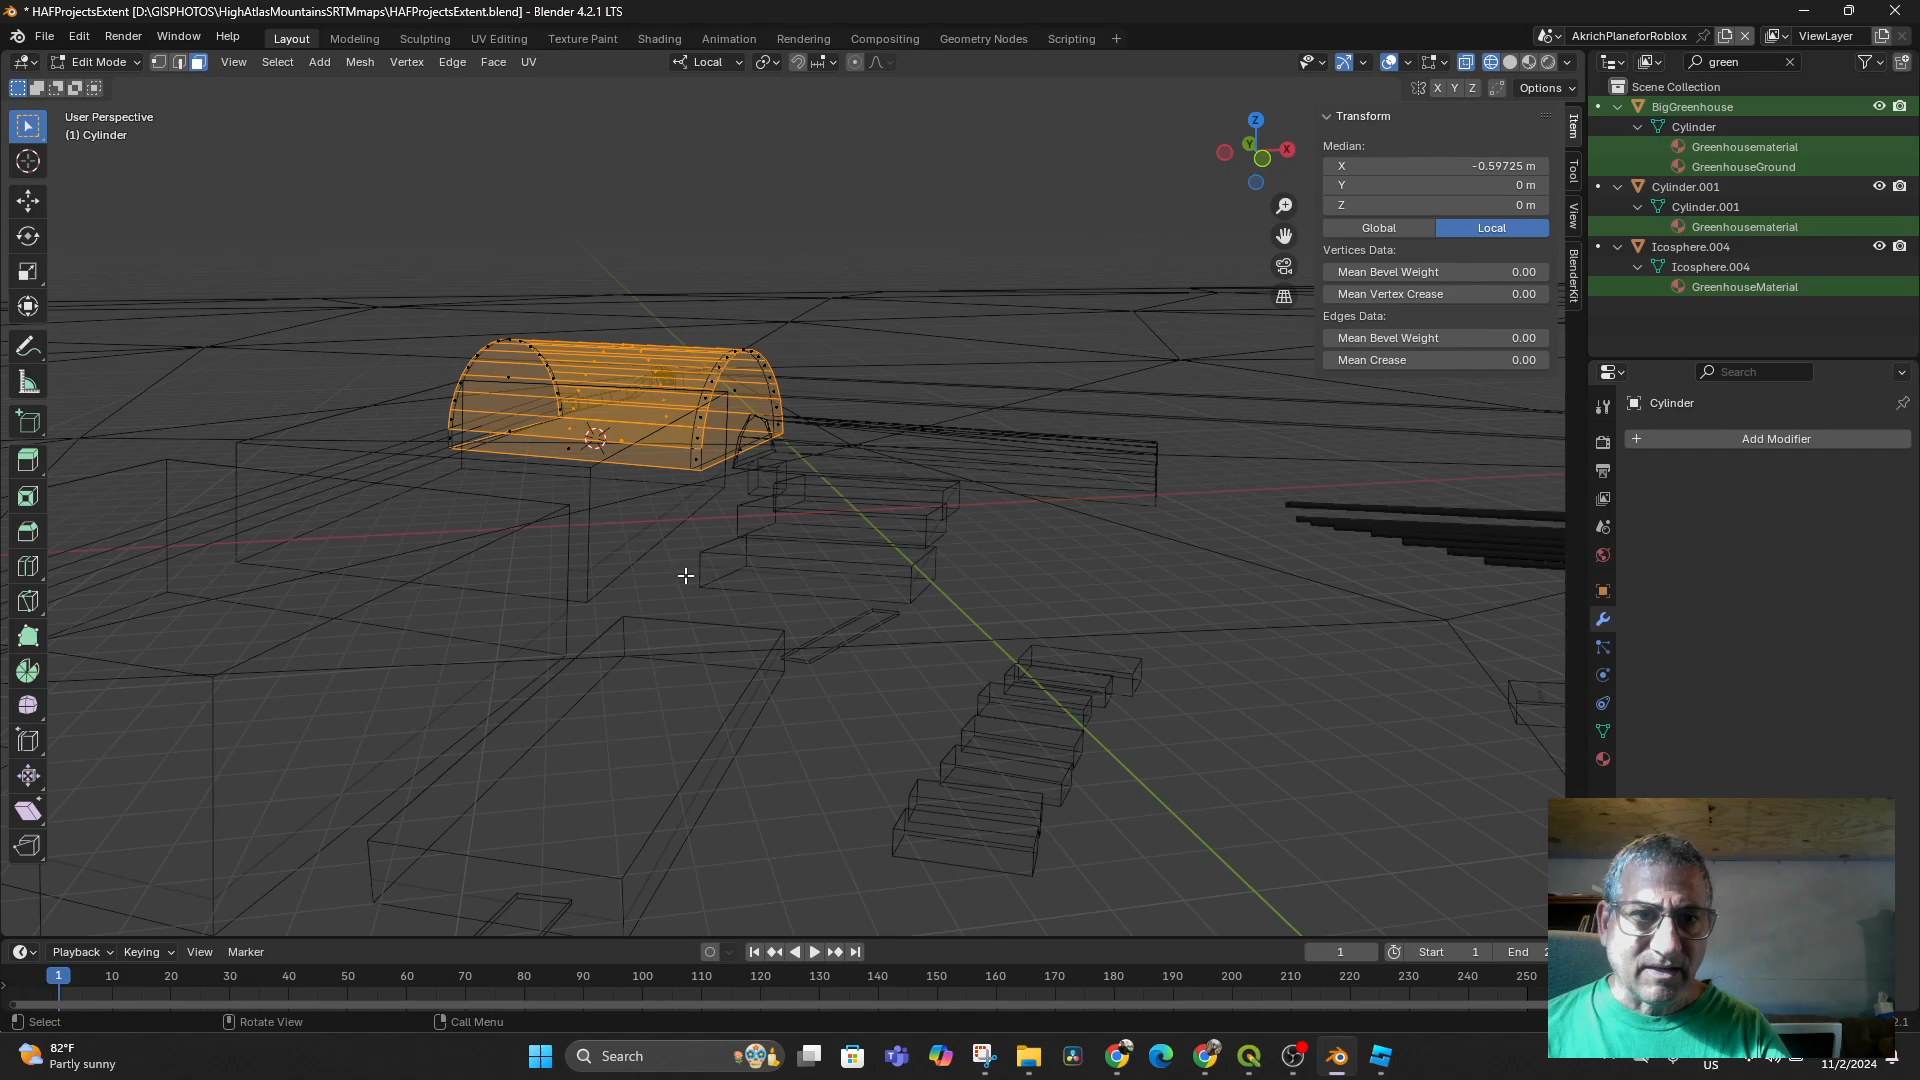 * HAFProjectsExtent [D:\GISPHOTOS\HighAtlasMountainsSRTMmaps\HAFProjectsExtent.blend] - Blender 4.2.1 LTS
File Edit Render Window Help Layout Modeling Sculpting UV Editing Texture Paint Shading Animation Rendering Compositing Geometry Nodes Scripting + AkrichPlaneforRoblox ViewLayer
Edit Mode View Select Add Mesh Vertex Edge Face UV Local green
X Y Z Options
Scene Collection
BigGreenhouse
Cylinder
Greenhousematerial
GreenhouseGround
Cylinder.001
Cylinder.001
Greenhousematerial
Icosphere.004
Icosphere.004
GreenhouseMaterial
User Perspective
(1) Cylinder
Z
Y
X
Transform
Median:
X -0.59725 m
Y 0 m
Z 0 m
Global Local
Vertices Data:
Mean Bevel Weight 0.00
Mean Vertex Crease 0.00
Edges Data:
Mean Bevel Weight 0.00
Mean Crease 0.00
Item
Tool
View
BlenderKit
Search
Cylinder
+ Add Modifier
Playback Keying View Marker 1 Start 1 End 2
1 10 20 30 40 50 60 70 80 90 100 110 120 130 140 150 160 170 180 190 200 210 220 230 240 250
Select Rotate View Call Menu 2.1
82°F
Partly sunny
Search
US
11/2/2024